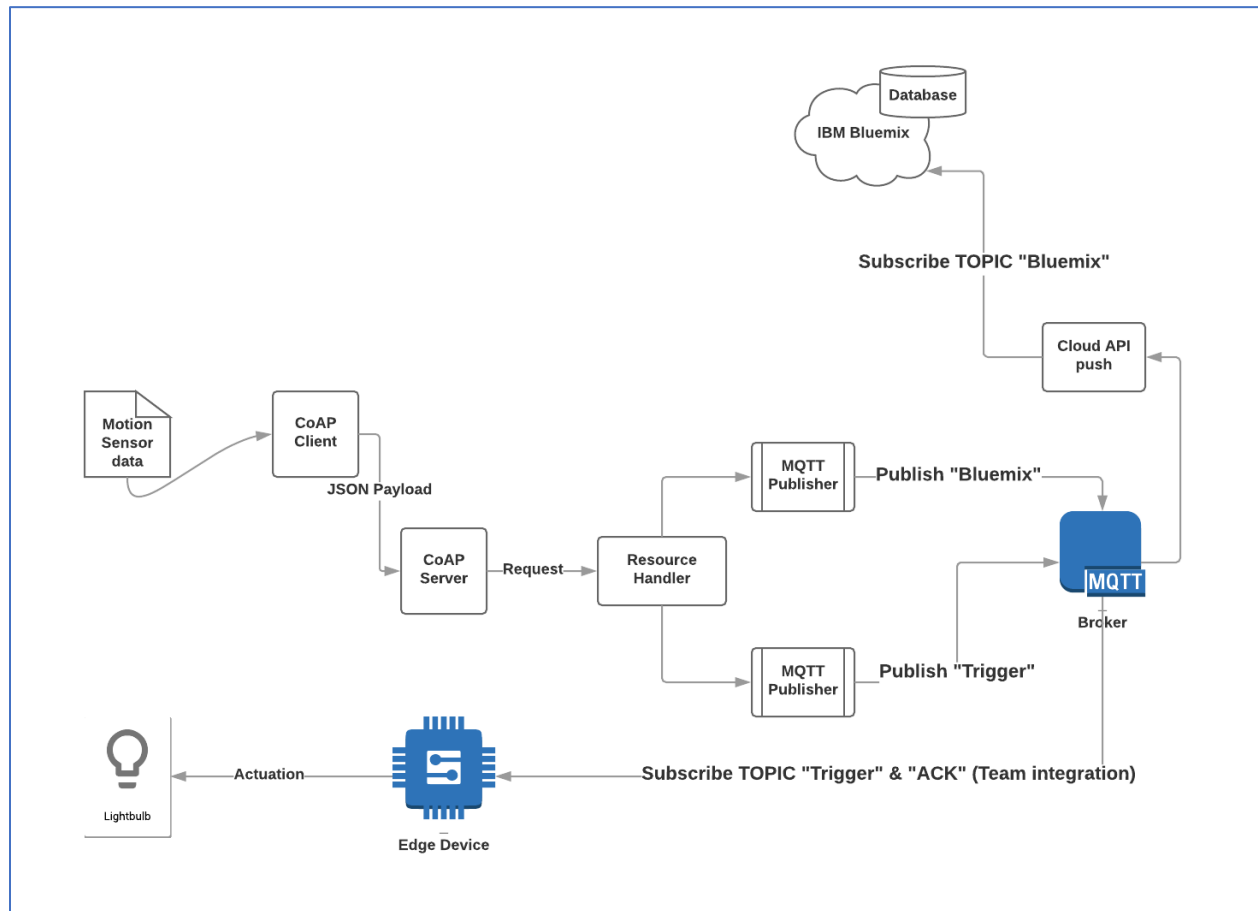 Database
IBM Bluemix
Subscribe TOPIC "Bluemix"
Cloud API
push
Motion
Sensor
data
CoAP
Client
JSON Payload
CoAP
Server
Request
Resource
Handler
MQTT
Publisher
Publish "Bluemix"
MQTT
Broker
MQTT
Publisher
Publish "Trigger"
Subscribe TOPIC "Trigger" & "ACK" (Team integration)
Edge Device
Actuation
Lightbulb